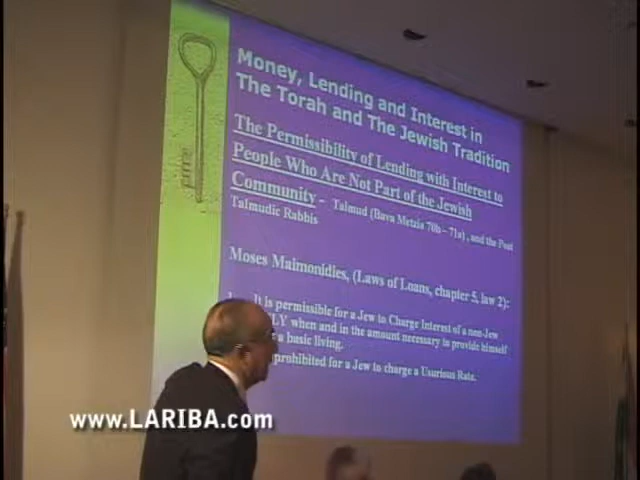 Money, Lending and Interest in
The Torah and The Jewish Tradition
The Permissibility of Lending with Interest to
People Who Are Not Part of the Jewish
Community - Talmud (Bava Metzia 70b - 71a), and the Post
Talmudic Rabbis
Moses Maimonidies, (Laws of Loans, chapter 5, law 2):
It is permissible for a Jew to Charge Interest of a non-Jew
LY when and in the amount necessary to provide himself
a basic living.
prohibited for a Jew to charge a Usurious Rate.
www.LARIBA.com